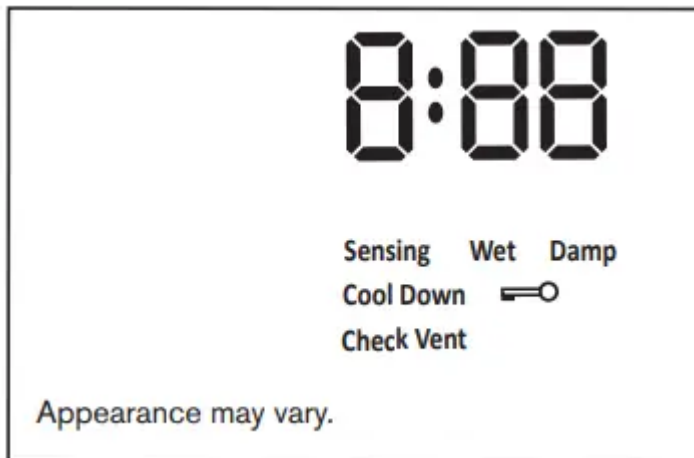 8:88
Sensing Wet Damp
Cool Down
Check Vent
Appearance may vary.